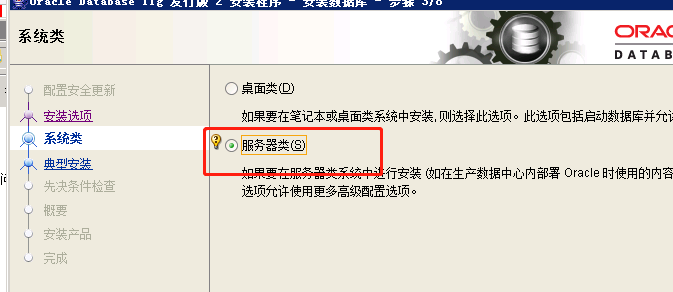 Oracle Database 11g 发行版 2 安装程序 - 安装数据库 - 步骤 3/8
系统类
ORAC
DATAB
配置安全更新
安装选项
系统类
典型安装
先决条件检查
概要
安装产品
完成
桌面类(D)
如果要在笔记本或桌面类系统中安装,则选择此选项。此选项包括启动数据库并允许
服务器类(S)
如果要在服务器类系统中进行安装 (如在生产数据中心内部署 Oracle 时使用的内容
选项允许使用更多高级配置选项。